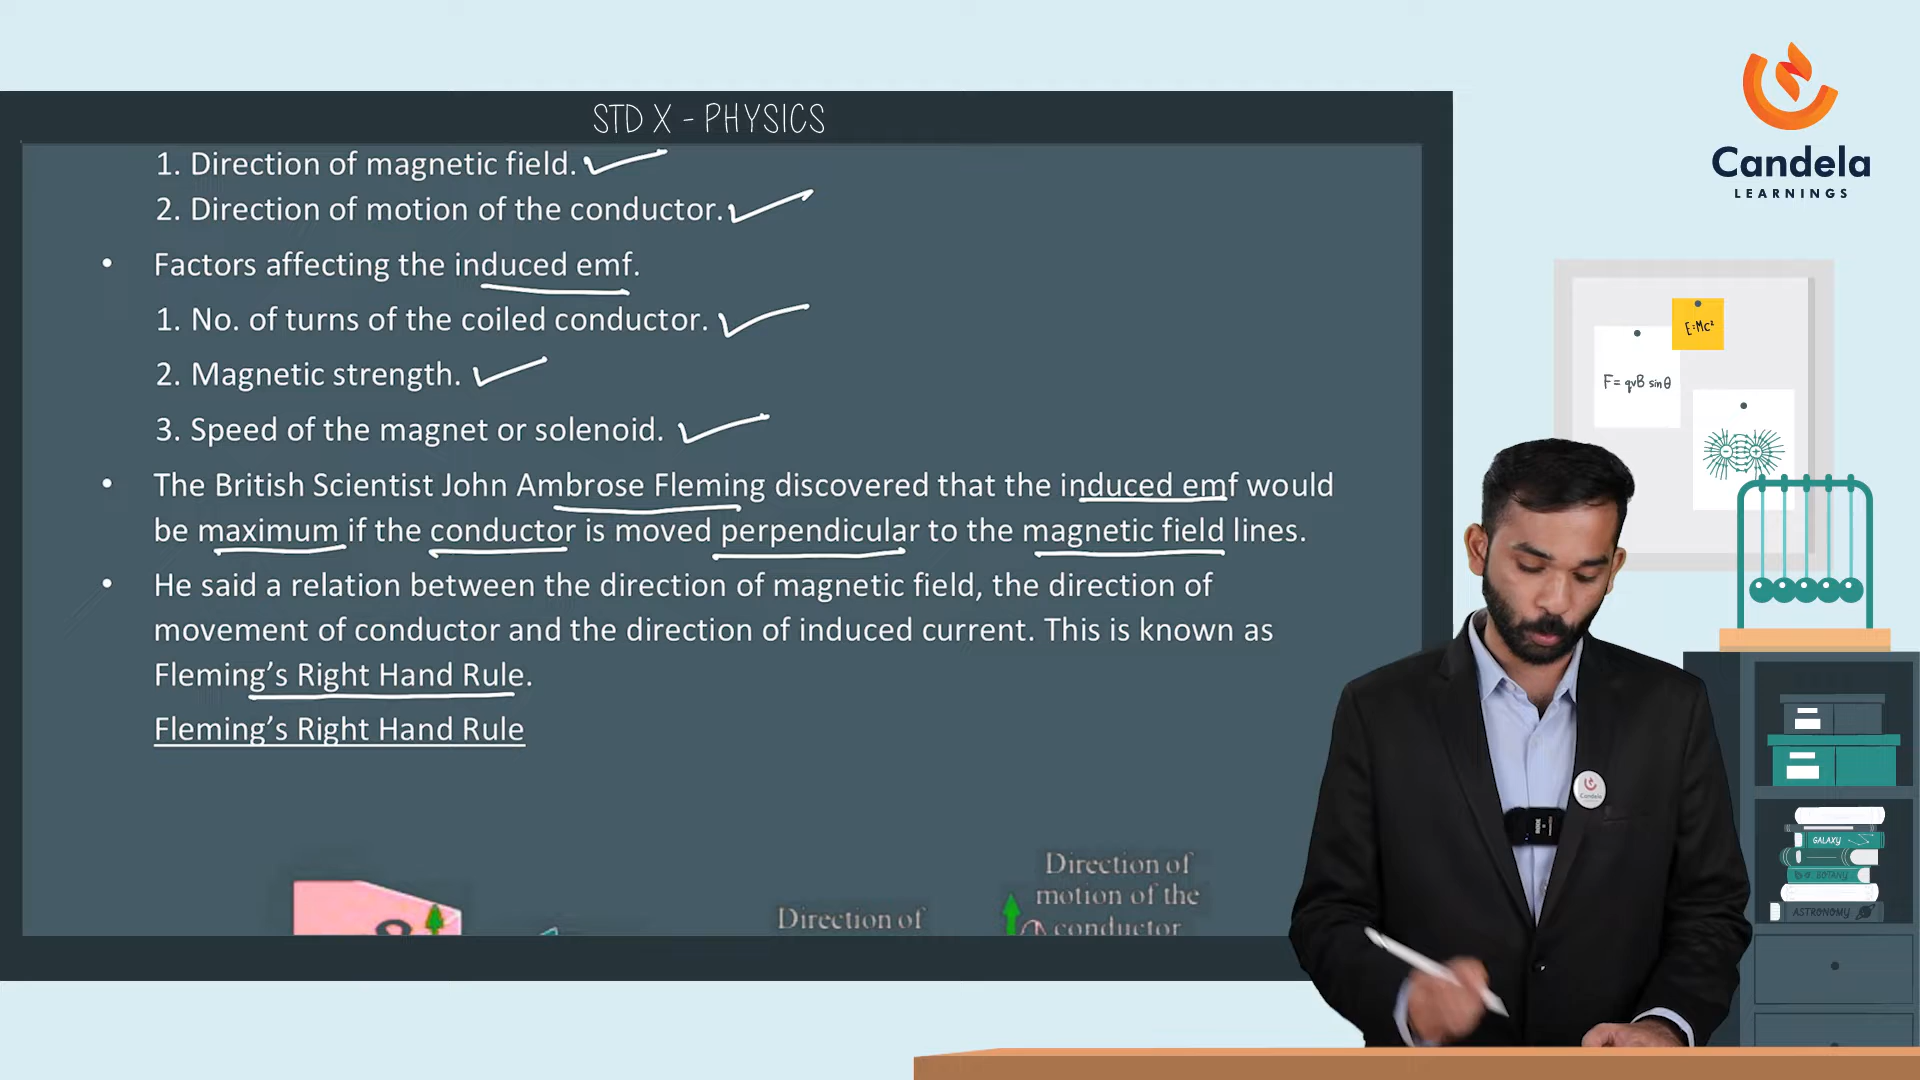 STD X - PHYSICS
1. Direction of magnetic field.
2. Direction of motion of the conductor.
• Factors affecting the induced emf.
1. No. of turns of the coiled conductor.
2. Magnetic strength.
3. Speed of the magnet or solenoid.
• The British Scientist John Ambrose Fleming discovered that the induced emf would
be maximum if the conductor is moved perpendicular to the magnetic field lines.
• He said a relation between the direction of magnetic field, the direction of
movement of conductor and the direction of induced current. This is known as
Fleming’s Right Hand Rule.
Fleming’s Right Hand Rule
Direction of
Direction of
motion of the
conductor
Candela
LEARNINGS
E=Mc²
F= qvB sinθ
Candela
GALAXY
BOTANY
ASTRONOMY